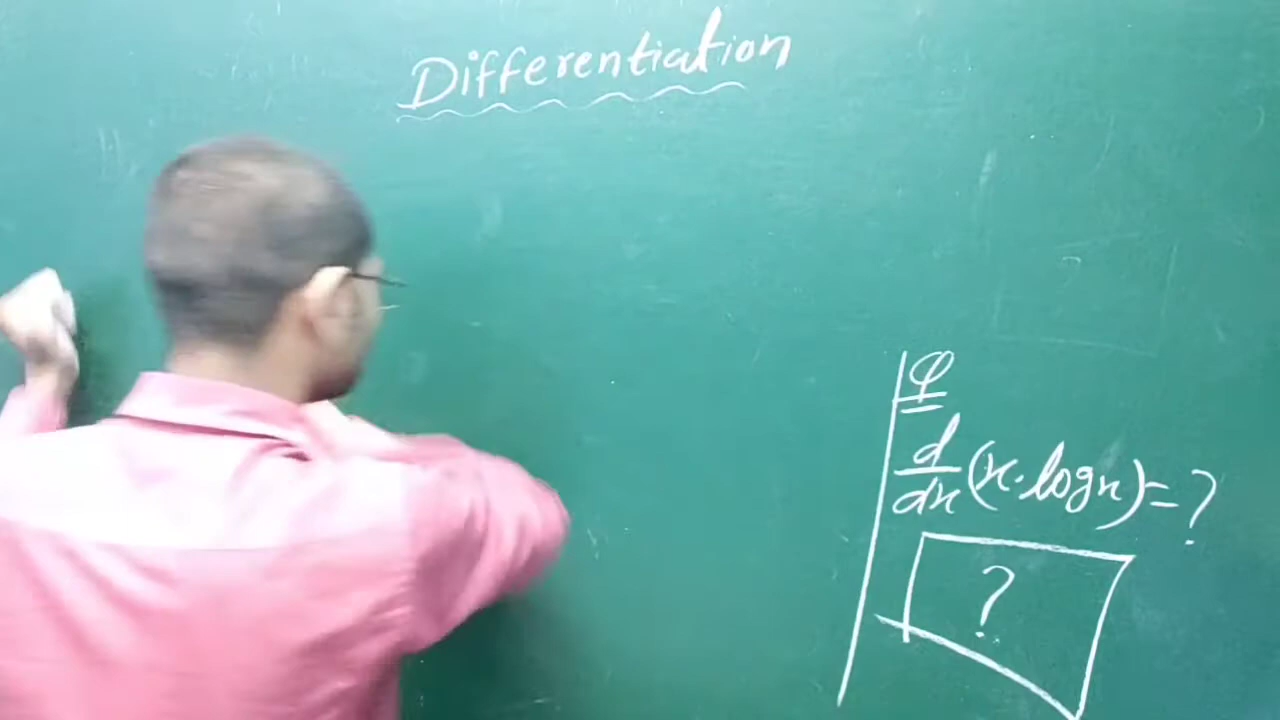 Differentiation
Q
d/dx (x·logx) = ?
?